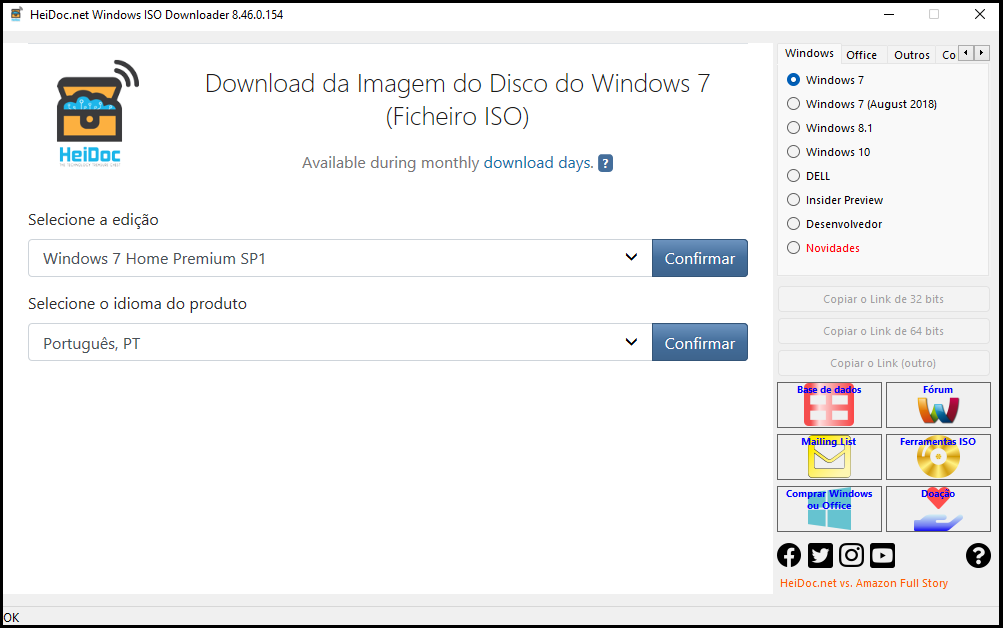 HeiDoc.net Windows ISO Downloader 8.46.0.154
HeiDoc
Download da Imagem do Disco do Windows 7
(Ficheiro ISO)
Available during monthly download days. ?
Selecione a edição
Windows 7 Home Premium SP1
Confirmar
Selecione o idioma do produto
Português, PT
Confirmar
Windows
Office
Outros
Co
Windows 7
Windows 7 (August 2018)
Windows 8.1
Windows 10
DELL
Insider Preview
Desenvolvedor
Novidades
Copiar o Link de 32 bits
Copiar o Link de 64 bits
Copiar o Link (outro)
Base de dados
Fórum
Mailing List
Ferramentas ISO
Comprar Windows
ou Office
Doação
?
HeiDoc.net vs. Amazon Full Story
OK